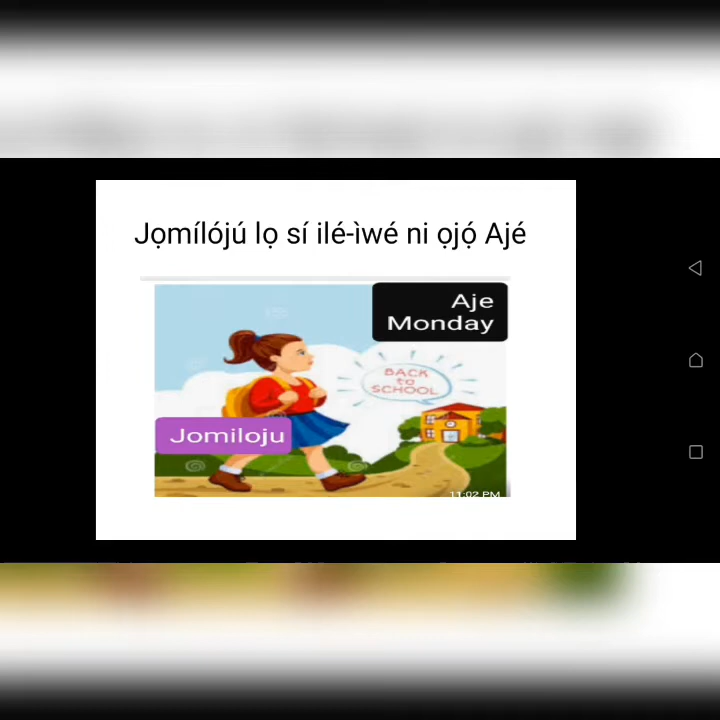 Jọmílójú lọ sí ilé-ìwé ni ọjọ́ Ajé
Aje
Monday
BACK
to
SCHOOL
Jomiloju
11:02 PM